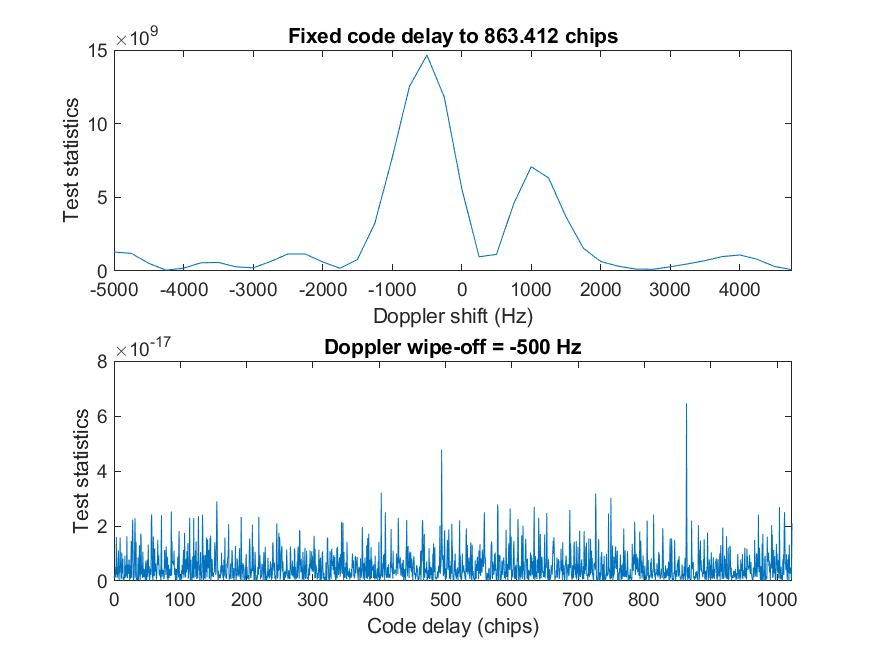 ×10^9
Fixed code delay to 863.412 chips
15
10
5
0
Test statistics
-5000 -4000 -3000 -2000 -1000 0 1000 2000 3000 4000
Doppler shift (Hz)
×10^-17
Doppler wipe-off = -500 Hz
8
6
4
2
0
Test statistics
0 100 200 300 400 500 600 700 800 900 1000
Code delay (chips)